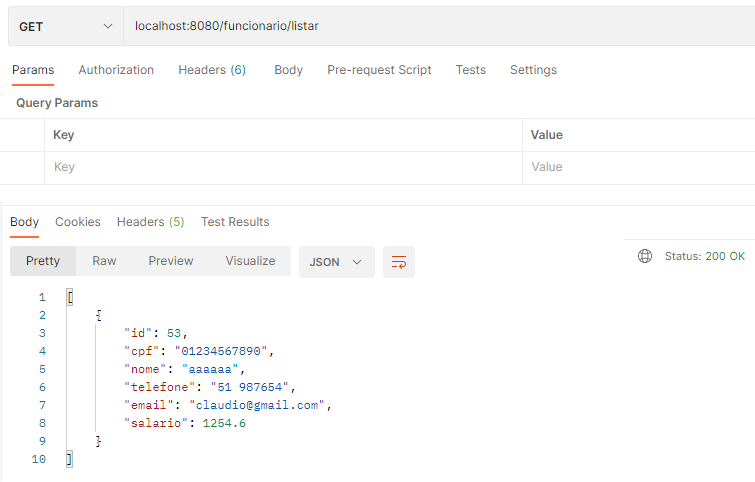 GET localhost:8080/funcionario/listar
Params Authorization Headers (6) Body Pre-request Script Tests Settings
Query Params
Key Value
Key Value
Body Cookies Headers (5) Test Results
Pretty Raw Preview Visualize JSON Status: 200 OK
1 [
2 {
3 "id": 53,
4 "cpf": "01234567890",
5 "nome": "aaaaaa",
6 "telefone": "51 987654",
7 "email": "claudio@gmail.com",
8 "salario": 1254.6
9 }
10 ]